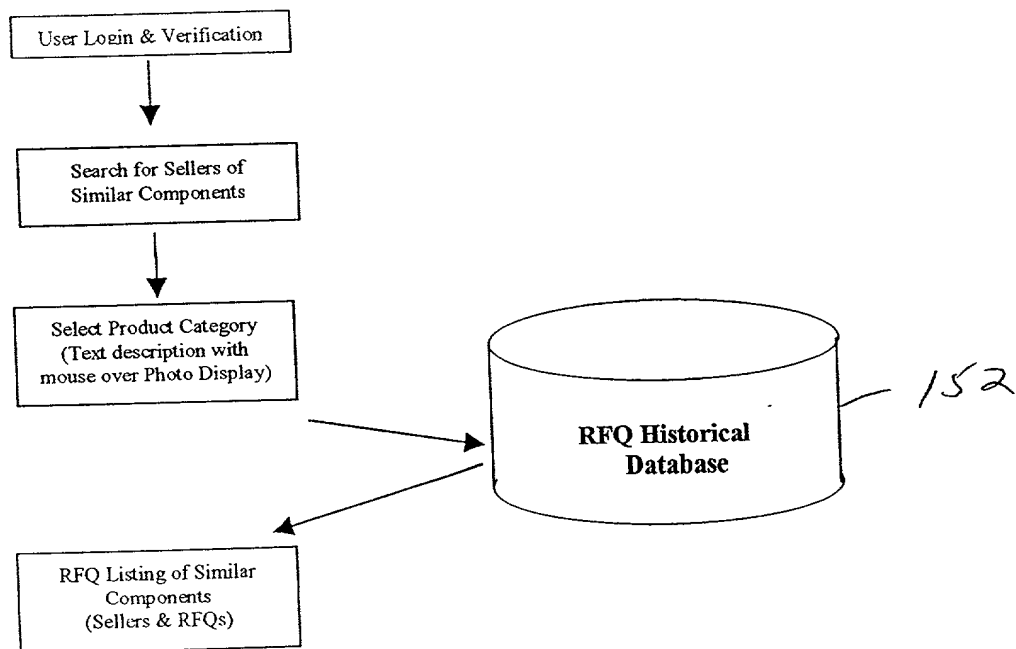 User Login & Verification
Search for Sellers of
Similar Components
Select Product Category
(Text description with
mouse over Photo Display)
RFQ Historical
Database
152
RFQ Listing of Similar
Components
(Sellers & RFQs)